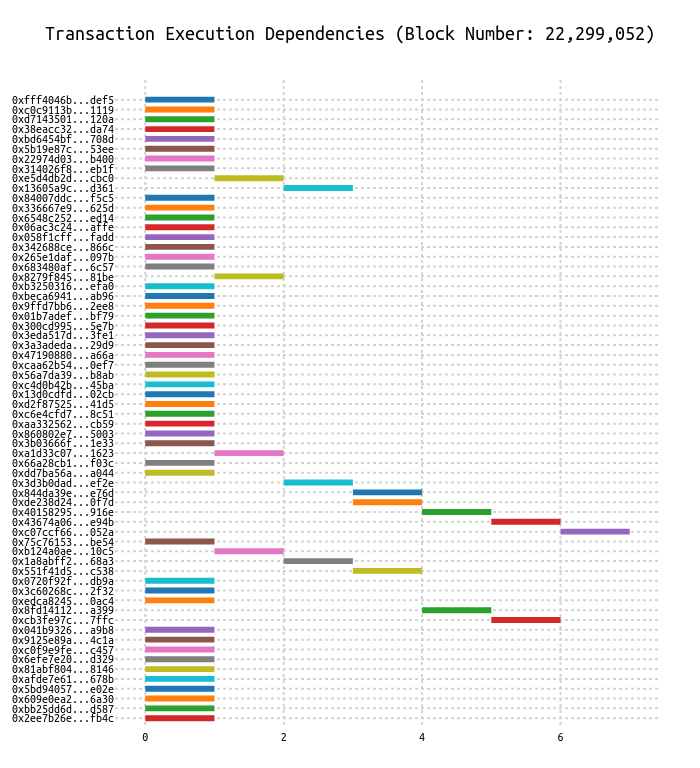 Transaction Execution Dependencies (Block Number: 22,299,052)
0xfff4046b...def5
0xc0c9113b...1119
0xd7143501...120a
0x38eacc32...da74
0xbd6454bf...708d
0x5b19e87c...53ee
0x22974d03...b400
0x314026f8...eb1f
0xe5d4db2d...cbc0
0x13605a9c...d361
0x84007ddc...f5c5
0x336667e9...625d
0x6548c252...ed14
0x06ac3c24...affe
0x058f1cff...fadd
0x342688ce...866c
0x265e1daf...097b
0x683480af...6c57
0x8279f845...81be
0xb3250316...efa0
0xbeca6941...ab96
0x9ffd7bb6...2ee8
0x01b7adef...bf79
0x300cd995...5e7b
0x3eda517d...3fe1
0x3a3adeda...29d9
0x47190880...a66a
0xcaa62b54...0ef7
0x56a7da39...b8ab
0xc4d0b42b...45ba
0x13d0cdfd...02cb
0xd2f87525...41d5
0xc6e4cfd7...8c51
0xaa332562...cb59
0x860802e7...5003
0x3b03666f...1e33
0xa1d33c07...1623
0x66a28cb1...f03c
0xdd7ba56a...a044
0x3d3b0dad...ef2e
0x844da39e...e76d
0xde238d24...0f7d
0x40158295...916e
0x43674a06...e94b
0xc07ccf66...052a
0x75c76153...be54
0xb124a0ae...10c5
0x1a8abff2...68a3
0x551f41d5...c538
0x0720f92f...db9a
0x3c60268c...2f32
0xedca8245...0ac4
0x8fd14112...a399
0xcb3fe97c...7ffc
0x041b9326...a9b8
0x9125e89a...4c1a
0xc0f9e9fe...c457
0x6efe7e20...d329
0x81abf804...8146
0xafde7e61...678b
0x5bd94057...e02e
0x609e0ea2...6a30
0xbb25dd6d...d587
0x2ee7b26e...fb4c
0 2 4 6